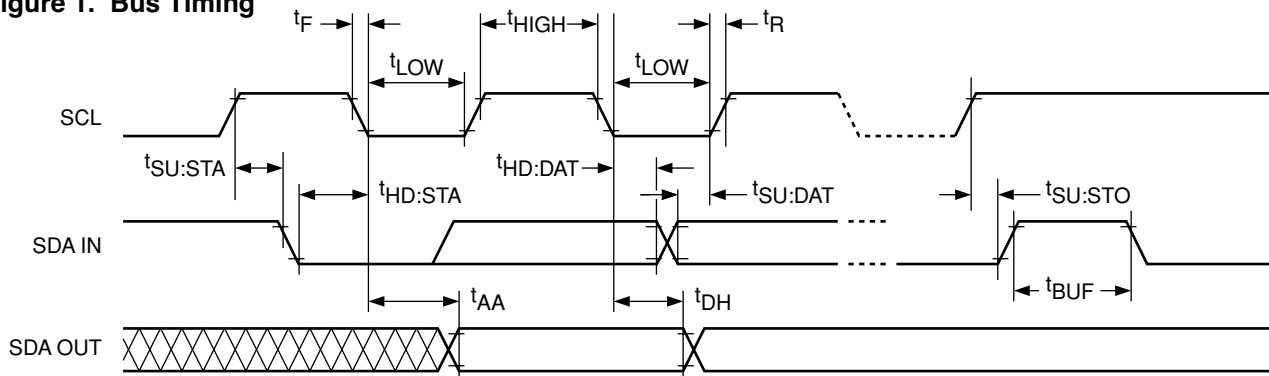 igure 1. Bus Timing
tF
tHIGH
tR
tLOW
tLOW
SCL
tSU:STA
tHD:STA
tHD:DAT
tSU:DAT
tSU:STO
SDA IN
tBUF
tAA
tDH
SDA OUT